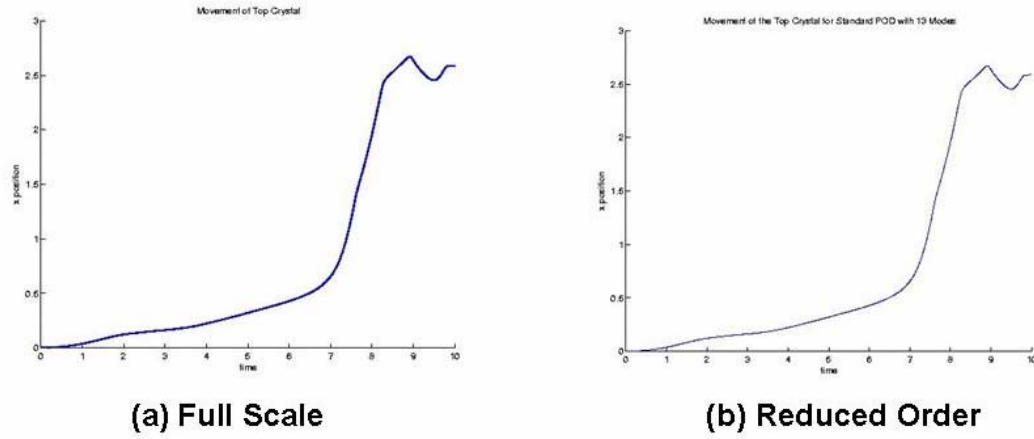 Movement of Top Crystal
3
2.5
2
1.5
1
0.5
0
x position
0 1 2 3 4 5 6 7 8 9 10
time
(a) Full Scale
Movement of the Top Crystal for Standard POD with 13 Modes
3
2.5
2
1.5
1
0.5
0
x position
0 1 2 3 4 5 6 7 8 9 10
time
(b) Reduced Order